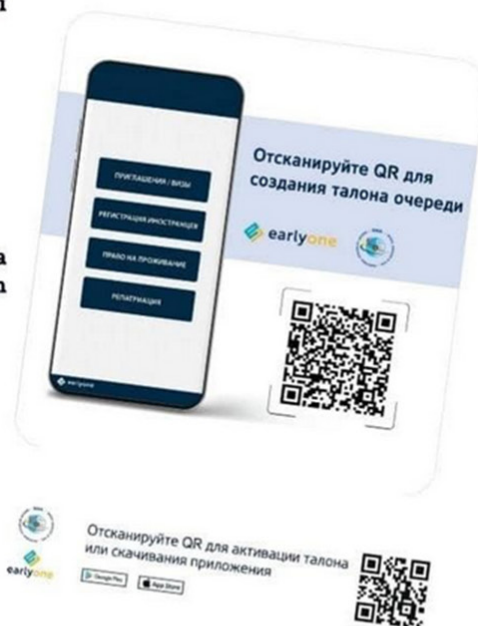 ПРИГЛАШЕНИЯ / ВИЗЫ
РЕГИСТРАЦИЯ ИНОСТРАНЦЕВ
ПРАВО НА ПРОЖИВАНИЕ
РЕПАТРИАЦИЯ
earlyone
Отсканируйте QR для
создания талона очереди
earlyone
earlyone
Отсканируйте QR для активации талона
или скачивания приложения
Google Play
App Store